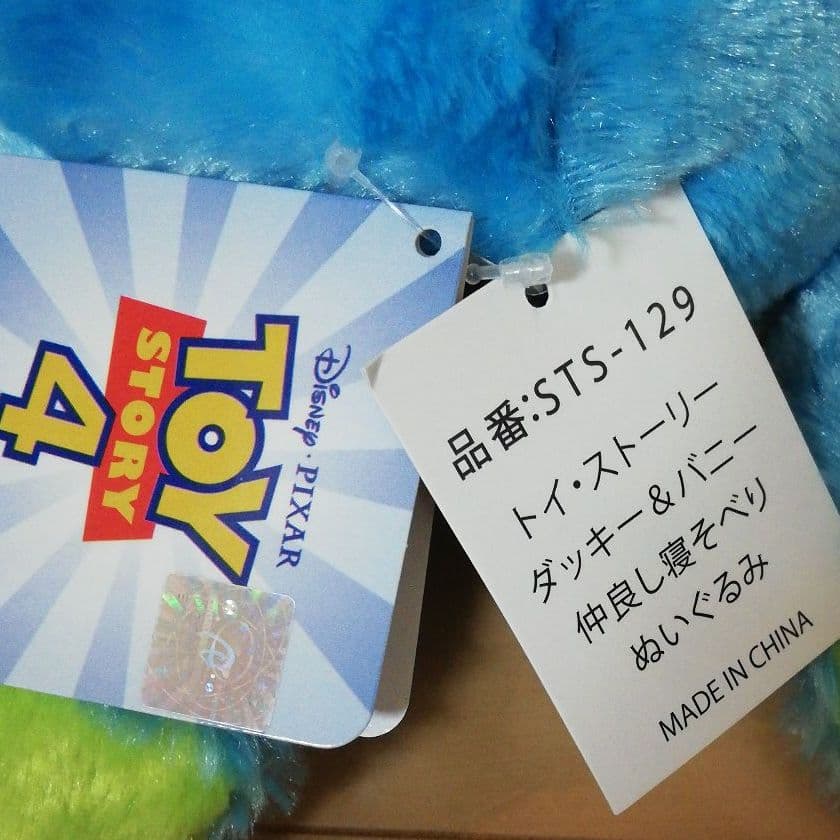 Disney・PIXAR
TOY
STORY
4
品番:STS-129
トイ・ストーリー
ダッキー&バニー
仲良し寝そべり
ぬいぐるみ
MADE IN CHINA